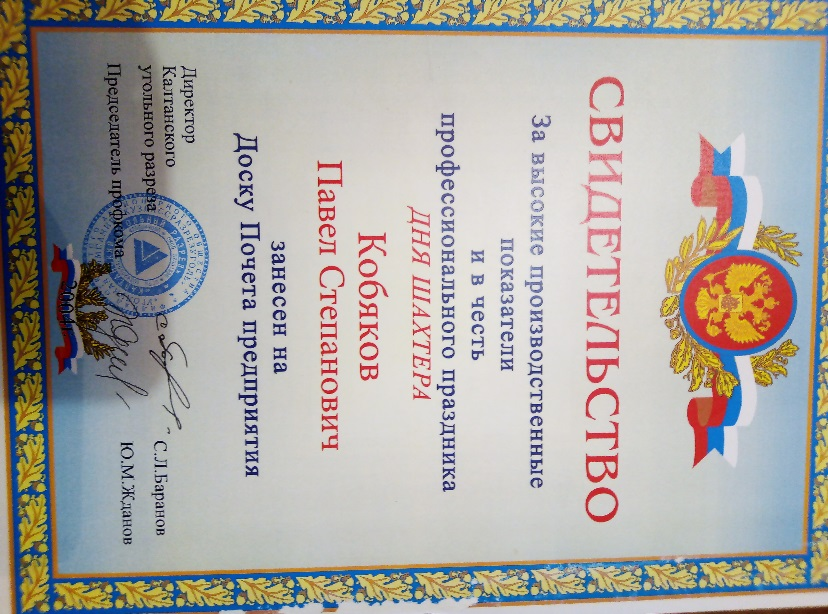 СВИДЕТЕЛЬСТВО
За высокие производственные
показатели
и в честь
профессионального праздника
ДНЯ ШАХТЕРА
Кобяков
Павел Степанович
занесен на
Доску Почета предприятия
Директор
Калтанского
угольного разреза С.Л.Баранов
Председатель профкома Ю.М.Жданов